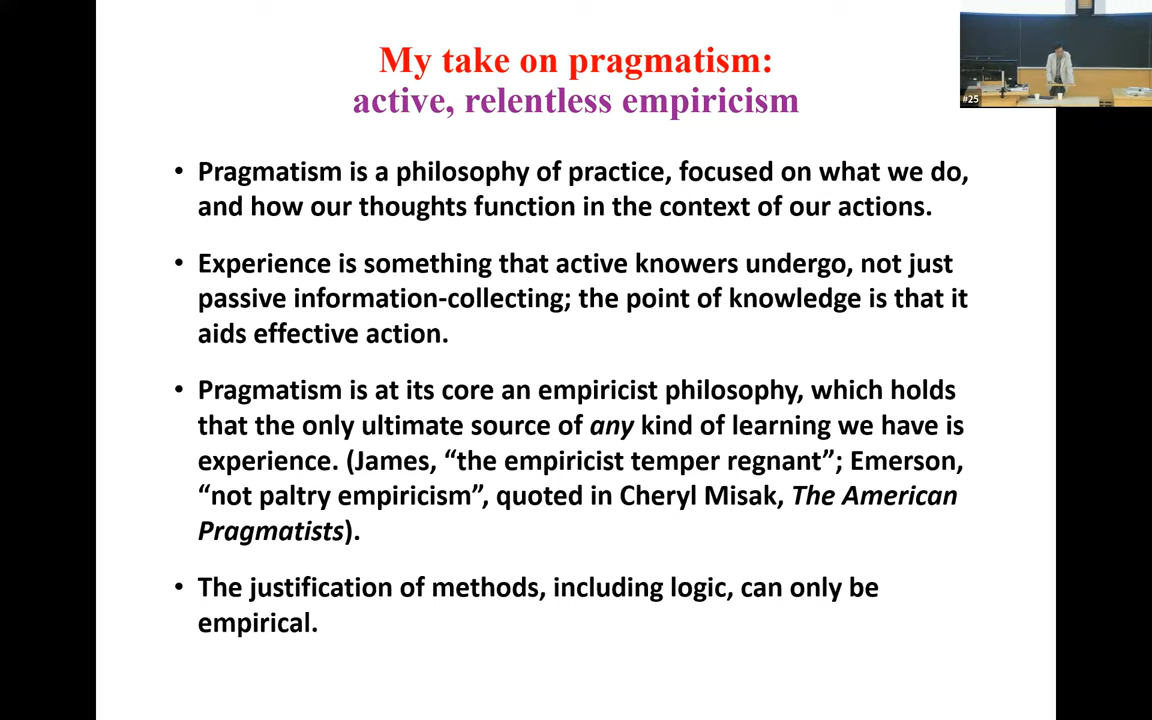 My take on pragmatism:
active, relentless empiricism
#25
• Pragmatism is a philosophy of practice, focused on what we do,
and how our thoughts function in the context of our actions.
• Experience is something that active knowers undergo, not just
passive information-collecting; the point of knowledge is that it
aids effective action.
• Pragmatism is at its core an empiricist philosophy, which holds
that the only ultimate source of any kind of learning we have is
experience. (James, “the empiricist temper regnant”; Emerson,
“not paltry empiricism”, quoted in Cheryl Misak, The American
Pragmatists).
• The justification of methods, including logic, can only be
empirical.